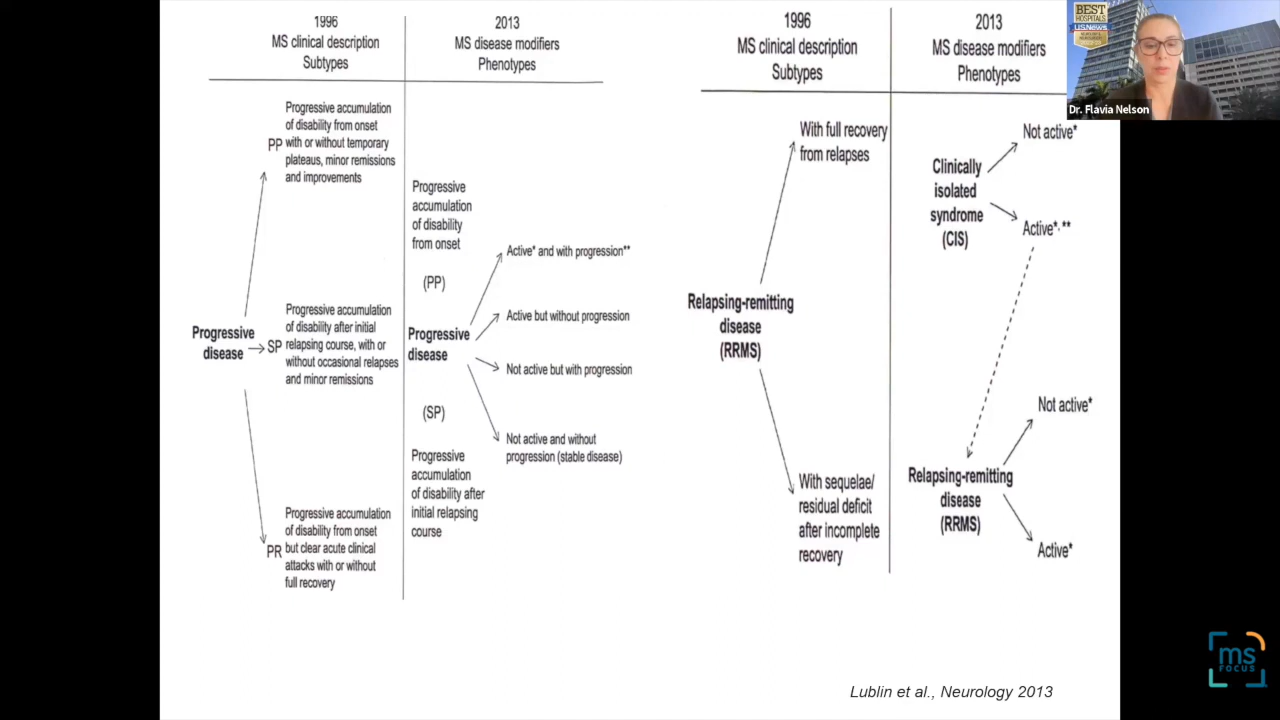 1996
MS clinical description
Subtypes
2013
MS disease modifiers
Phenotypes
Progressive
disease
PP
Progressive accumulation
of disability from onset
with or without temporary
plateaus, minor remissions
and improvements
SP
Progressive accumulation
of disability after initial
relapsing course, with or
without occasional relapses
and minor remissions
PR
Progressive accumulation
of disability from onset
but clear acute clinical
attacks with or without
full recovery
Progressive
accumulation
of disability
from onset
(PP)
Progressive
disease
(SP)
Progressive
accumulation
of disability after
initial relapsing
course
Active* and with progression**
Active but without progression
Not active but with progression
Not active and without
progression (stable disease)
1996
MS clinical description
Subtypes
2013
MS disease modifiers
Phenotypes
Relapsing-remitting
disease
(RRMS)
With full recovery
from relapses
With sequelae/
residual deficit
after incomplete
recovery
Clinically
isolated
syndrome
(CIS)
Not active*
Active*,**
Relapsing-remitting
disease
(RRMS)
Not active*
Active*
Lublin et al., Neurology 2013
BEST
HOSPITALS
U.S.News
Dr. Flavia Nelson
ms
FOCUS